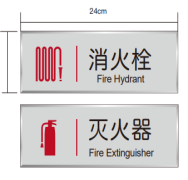 24cm
消火栓
Fire Hydrant
灭火器
Fire Extinguisher